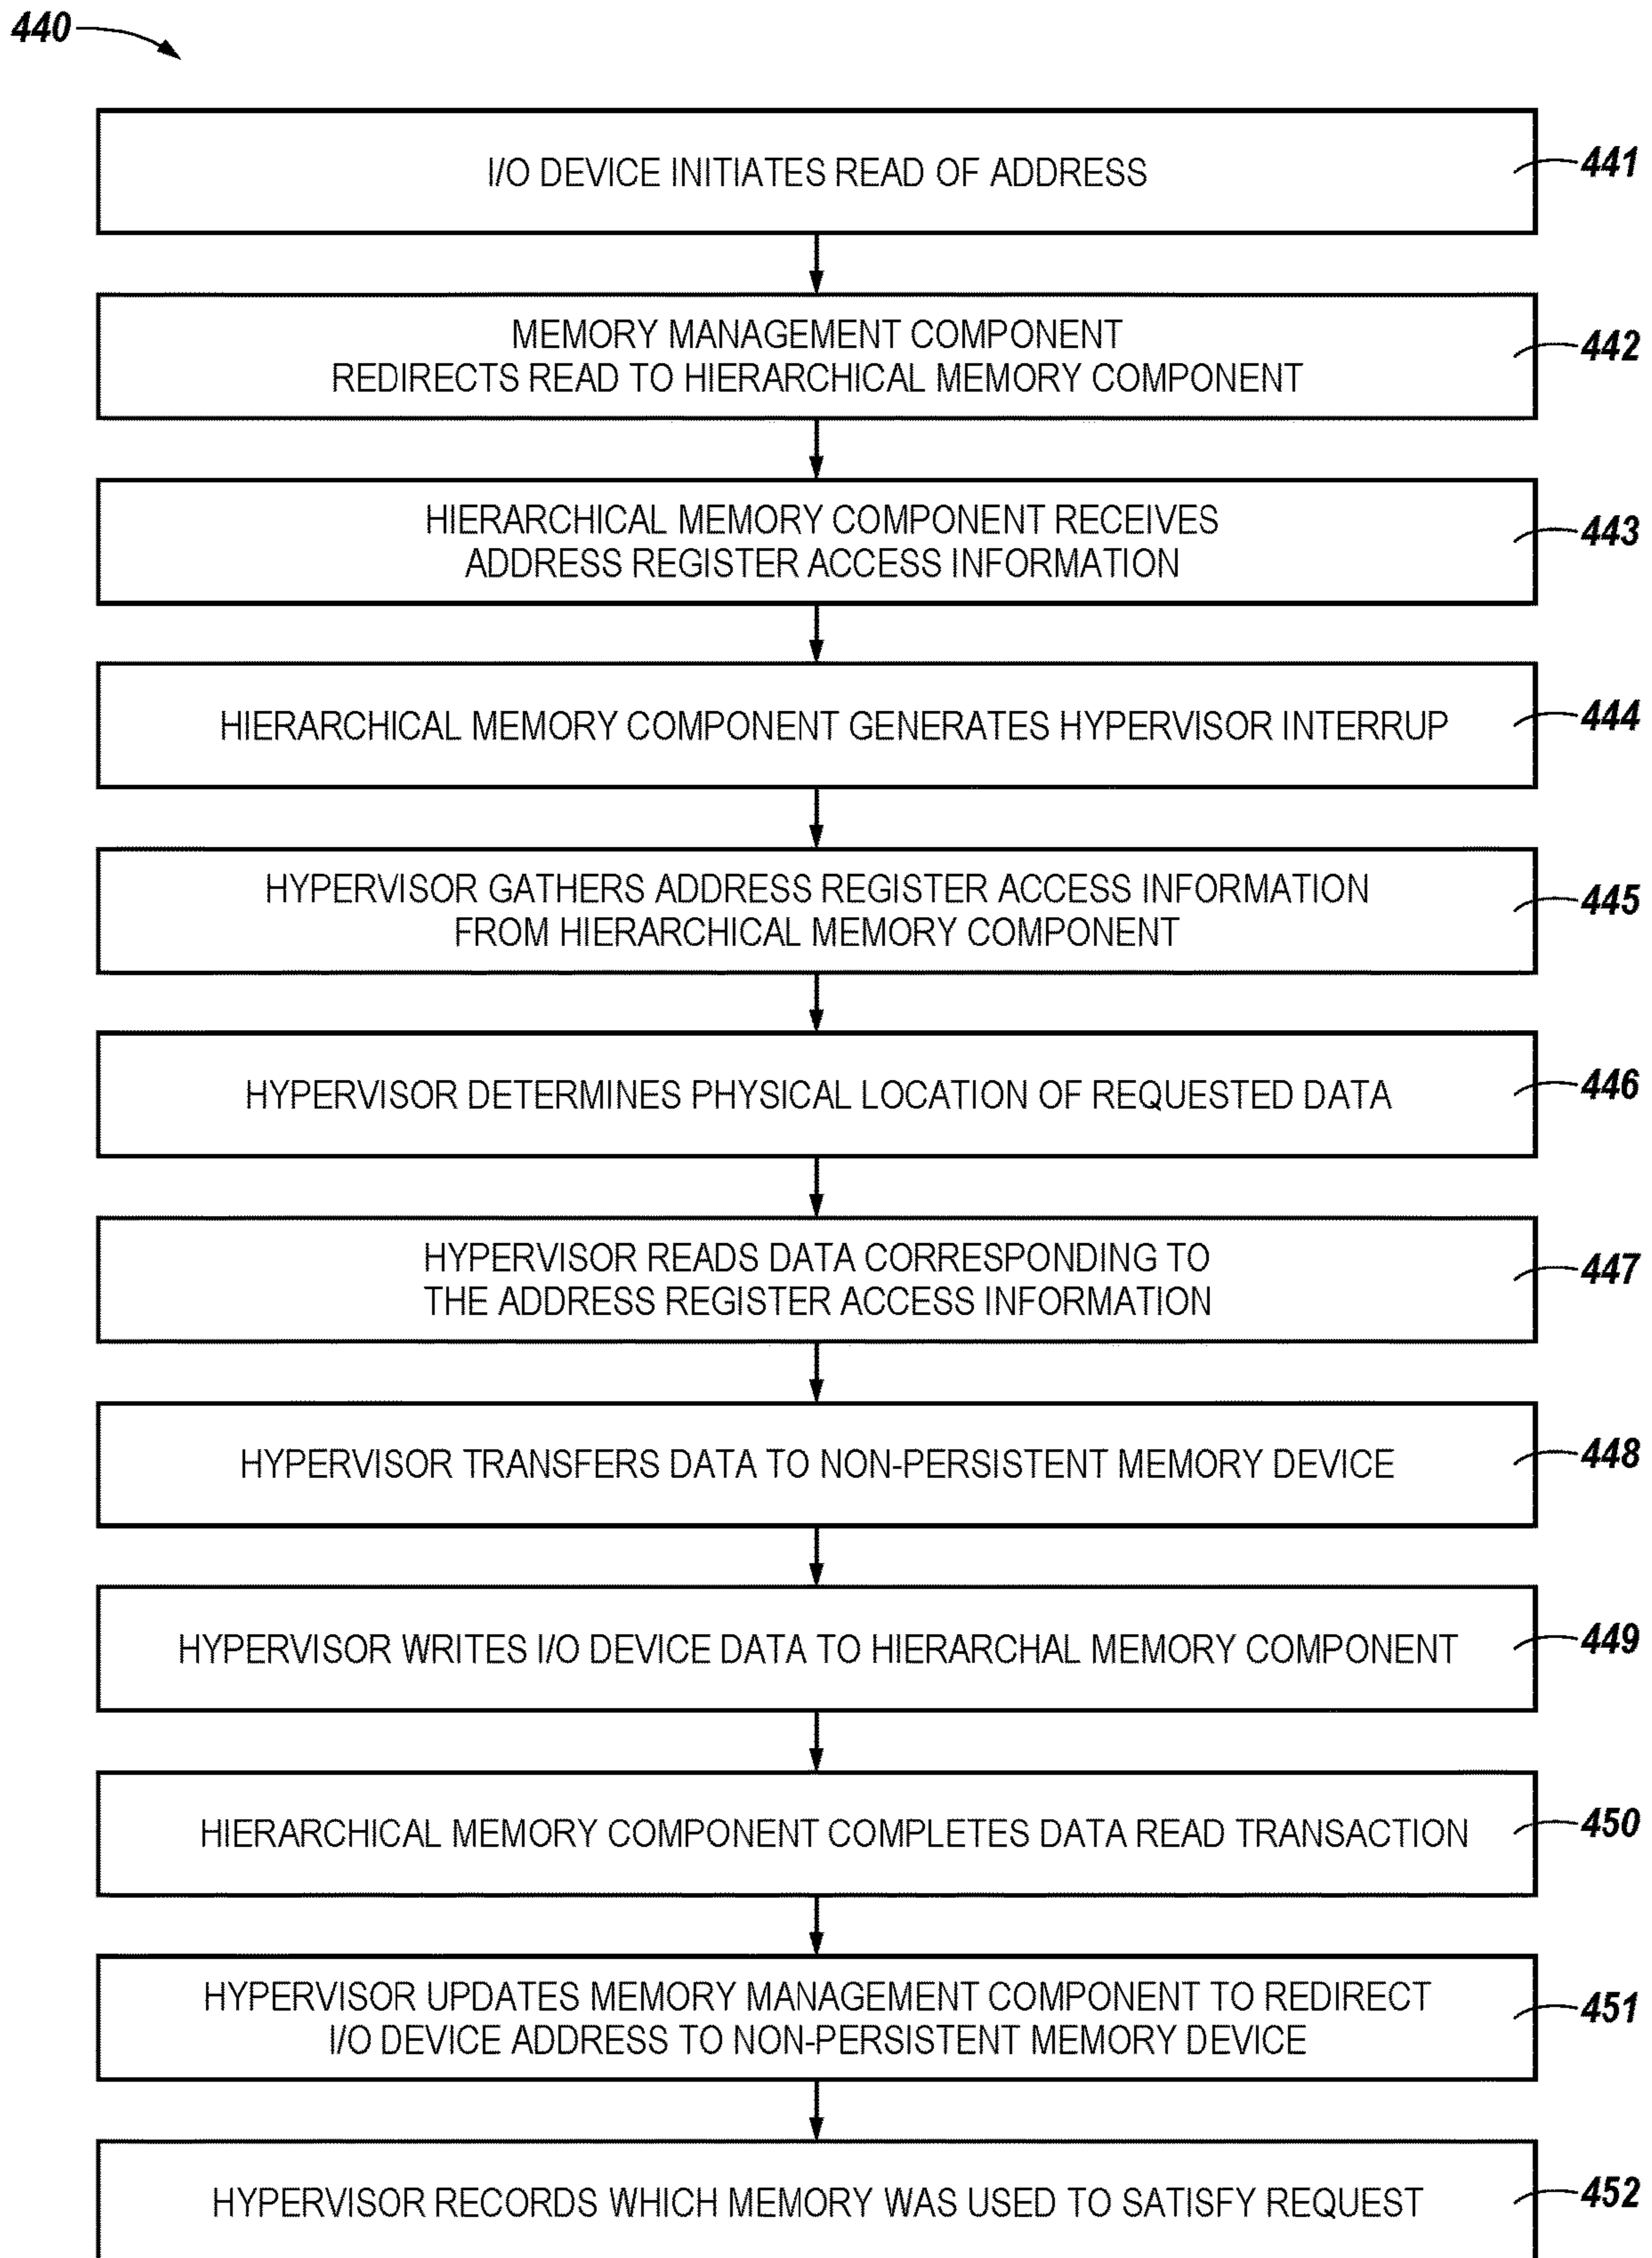 440
I/O DEVICE INITIATES READ OF ADDRESS
441
MEMORY MANAGEMENT COMPONENT
REDIRECTS READ TO HIERARCHICAL MEMORY COMPONENT
442
HIERARCHICAL MEMORY COMPONENT RECEIVES
ADDRESS REGISTER ACCESS INFORMATION
443
HIERARCHICAL MEMORY COMPONENT GENERATES HYPERVISOR INTERRUP
444
HYPERVISOR GATHERS ADDRESS REGISTER ACCESS INFORMATION
FROM HIERARCHICAL MEMORY COMPONENT
445
HYPERVISOR DETERMINES PHYSICAL LOCATION OF REQUESTED DATA
446
HYPERVISOR READS DATA CORRESPONDING TO
THE ADDRESS REGISTER ACCESS INFORMATION
447
HYPERVISOR TRANSFERS DATA TO NON-PERSISTENT MEMORY DEVICE
448
HYPERVISOR WRITES I/O DEVICE DATA TO HIERARCHAL MEMORY COMPONENT
449
HIERARCHICAL MEMORY COMPONENT COMPLETES DATA READ TRANSACTION
450
HYPERVISOR UPDATES MEMORY MANAGEMENT COMPONENT TO REDIRECT
I/O DEVICE ADDRESS TO NON-PERSISTENT MEMORY DEVICE
451
HYPERVISOR RECORDS WHICH MEMORY WAS USED TO SATISFY REQUEST
452